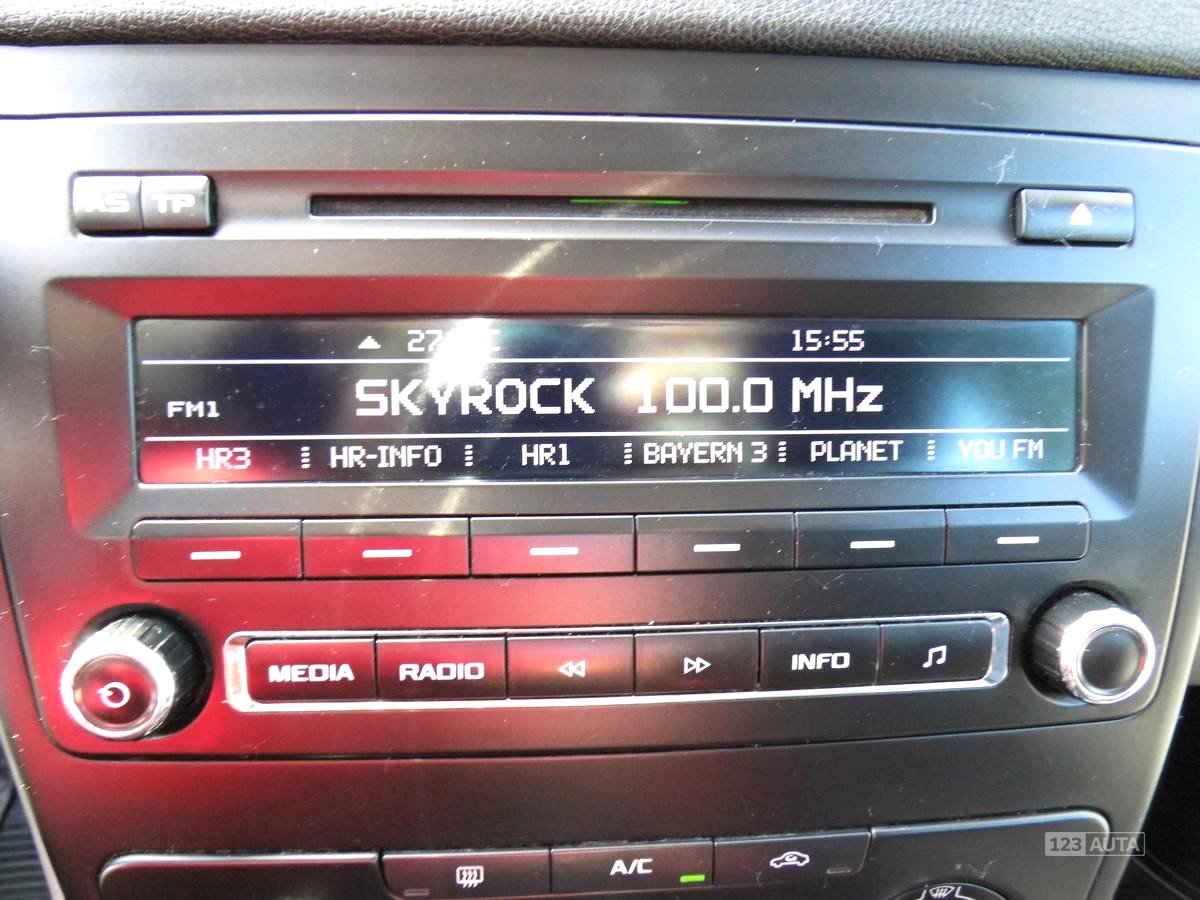 AS TP
15:55
SKYROCK 100.0 MHz
FM1
HR3 HR-INFO HR1 BAYERN 3 PLANET YOU FM
MEDIA RADIO INFO
A/C
123 AUTA